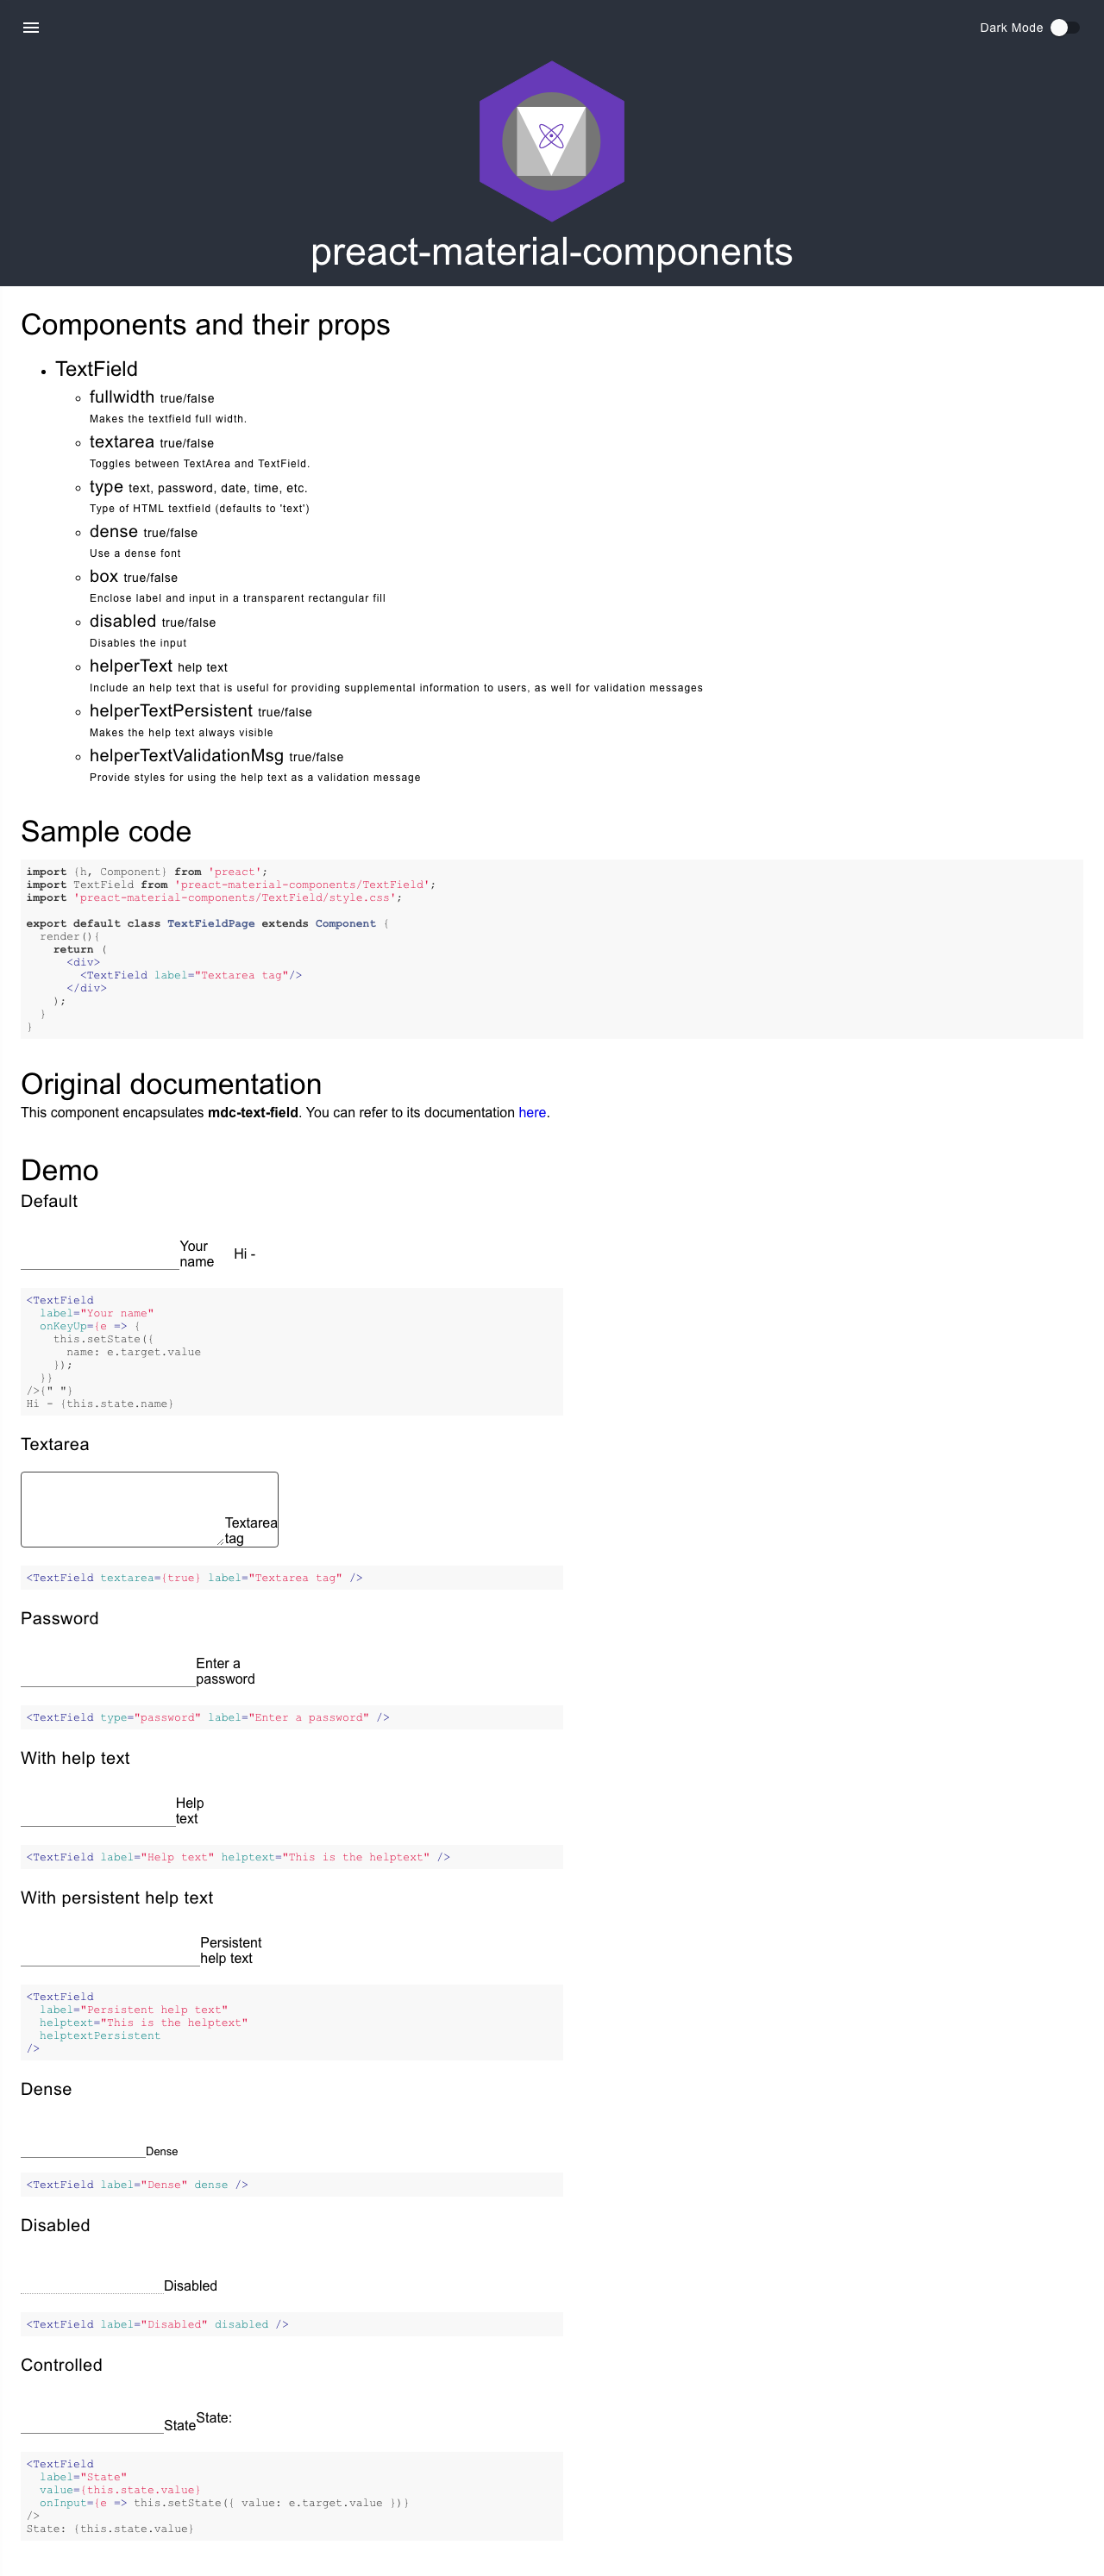 Dark Mode
preact-material-components
Components and their props
TextField
fullwidth true/false
Makes the textfield full width.
textarea true/false
Toggles between TextArea and TextField.
type text, password, date, time, etc.
Type of HTML textfield (defaults to 'text')
dense true/false
Use a dense font
box true/false
Enclose label and input in a transparent rectangular fill
disabled true/false
Disables the input
helperText help text
Include an help text that is useful for providing supplemental information to users, as well for validation messages
helperTextPersistent true/false
Makes the help text always visible
helperTextValidationMsg true/false
Provide styles for using the help text as a validation message
Sample code
import {h, Component} from 'preact';
import TextField from 'preact-material-components/TextField';
import 'preact-material-components/TextField/style.css';
export default class TextFieldPage extends Component {
  render(){
    return (
      <div>
        <TextField label="Textarea tag"/>
      </div>
    );
  }
}
Original documentation
This component encapsulates mdc-text-field. You can refer to its documentation here.
Demo
Default
Your
name
Hi -
<TextField
  label="Your name"
  onKeyUp={e => {
    this.setState({
      name: e.target.value
    });
  }}
/>{" "}
Hi - {this.state.name}
Textarea
Textarea
tag
<TextField textarea={true} label="Textarea tag" />
Password
Enter a
password
<TextField type="password" label="Enter a password" />
With help text
Help
text
<TextField label="Help text" helptext="This is the helptext" />
With persistent help text
Persistent
help text
<TextField
  label="Persistent help text"
  helptext="This is the helptext"
  helptextPersistent
/>
Dense
Dense
<TextField label="Dense" dense />
Disabled
Disabled
<TextField label="Disabled" disabled />
Controlled
State
State:
<TextField
  label="State"
  value={this.state.value}
  onInput={e => this.setState({ value: e.target.value })}
/>
State: {this.state.value}